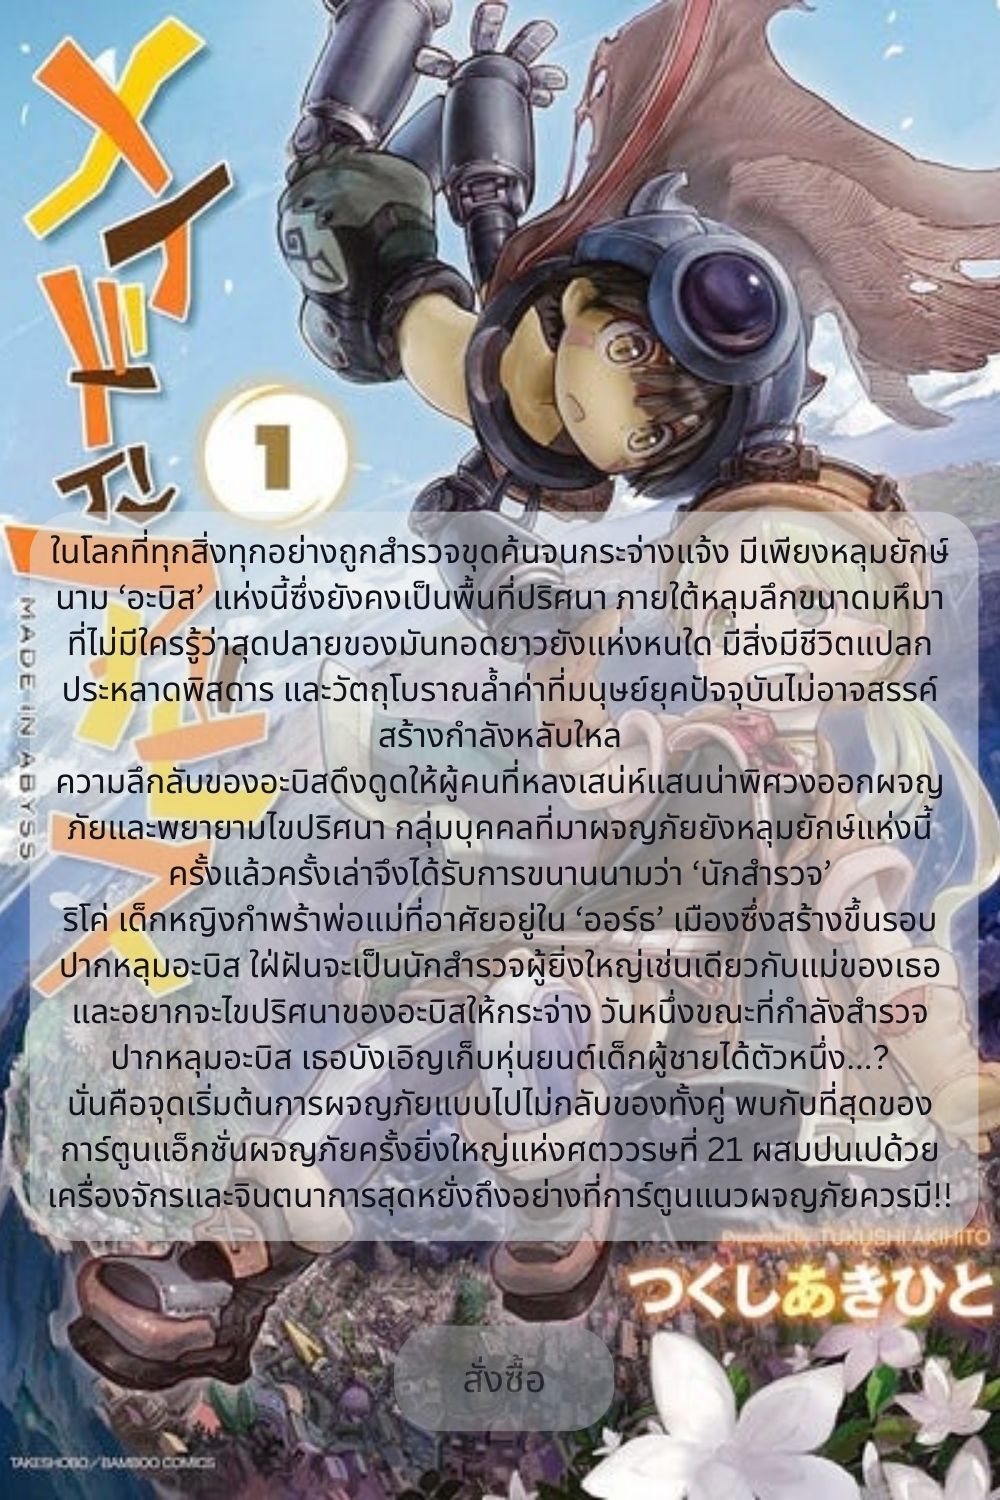 メイドイン
アビス
MADE IN ABYSS
1
ในโลกที่ทุกสิ่งทุกอย่างถูกสำรวจขุดค้นจนกระจ่างแจ้ง มีเพียงหลุมยักษ์
นาม ‘อะบิส’ แห่งนี้ซึ่งยังคงเป็นพื้นที่ปริศนา ภายใต้หลุมลึกขนาดมหึมา
ที่ไม่มีใครรู้ว่าสุดปลายของมันทอดยาวยังแห่งหนใด มีสิ่งมีชีวิตแปลก
ประหลาดพิสดาร และวัตถุโบราณล้ำค่าที่มนุษย์ยุคปัจจุบันไม่อาจสรรค์
สร้างกำลังหลับใหล
ความลึกลับของอะบิสดึงดูดให้ผู้คนที่หลงเสน่ห์แสนน่าพิศวงออกผจญ
ภัยและพยายามไขปริศนา กลุ่มบุคคลที่มาผจญภัยยังหลุมยักษ์แห่งนี้
ครั้งแล้วครั้งเล่าจึงได้รับการขนานนามว่า ‘นักสำรวจ’
ริโค่ เด็กหญิงกำพร้าพ่อแม่ที่อาศัยอยู่ใน ‘ออร์ธ’ เมืองซึ่งสร้างขึ้นรอบ
ปากหลุมอะบิส ใฝ่ฝันจะเป็นนักสำรวจผู้ยิ่งใหญ่เช่นเดียวกับแม่ของเธอ
และอยากจะไขปริศนาของอะบิสให้กระจ่าง วันหนึ่งขณะที่กำลังสำรวจ
ปากหลุมอะบิส เธอบังเอิญเก็บหุ่นยนต์เด็กผู้ชายได้ตัวหนึ่ง...?
นั่นคือจุดเริ่มต้นการผจญภัยแบบไปไม่กลับของทั้งคู่ พบกับที่สุดของ
การ์ตูนแอ็กชั่นผจญภัยครั้งยิ่งใหญ่แห่งศตววรษที่ 21 ผสมปนเปด้วย
เครื่องจักรและจินตนาการสุดหยั่งถึงอย่างที่การ์ตูนแนวผจญภัยควรมี!!
TUKUSHI AKIHITO
つくしあきひと
สั่งซื้อ
TAKESHOBO／BAMBOO COMICS